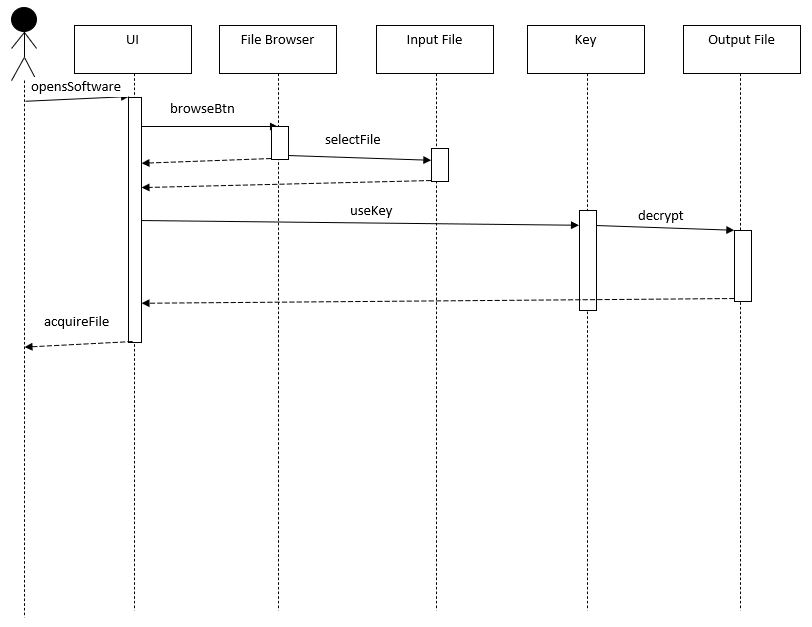 UI
File Browser
Input File
Key
Output File
opensSoftware
browseBtn
selectFile
useKey
decrypt
acquireFile